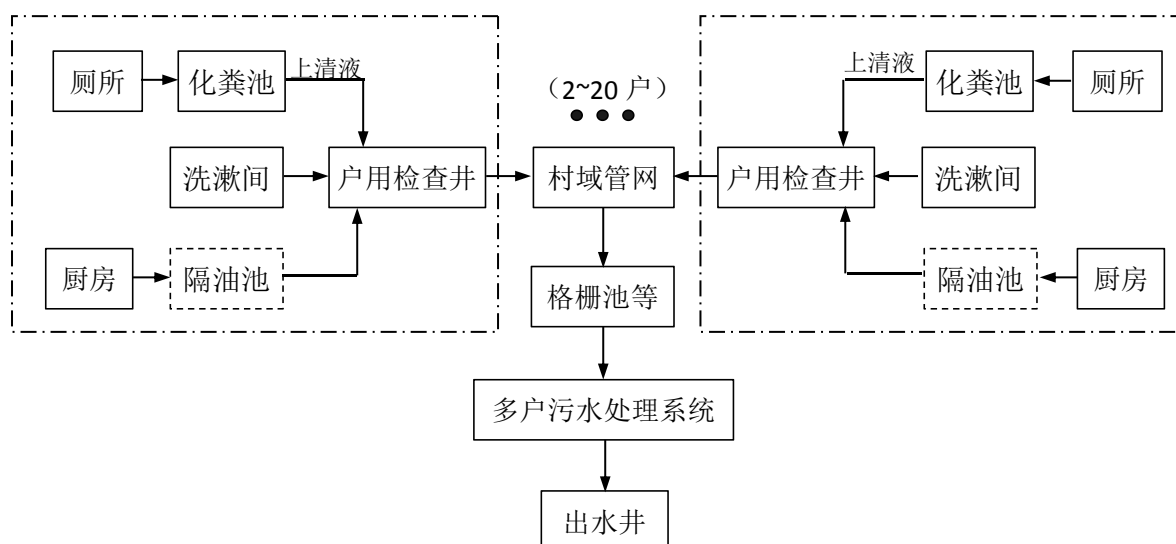 厕所
化粪池
上清液
(2~20 户)
上清液
化粪池
厕所
洗漱间
户用检查井
村域管网
户用检查井
洗漱间
厨房
隔油池
格栅池等
隔油池
厨房
多户污水处理系统
出水井